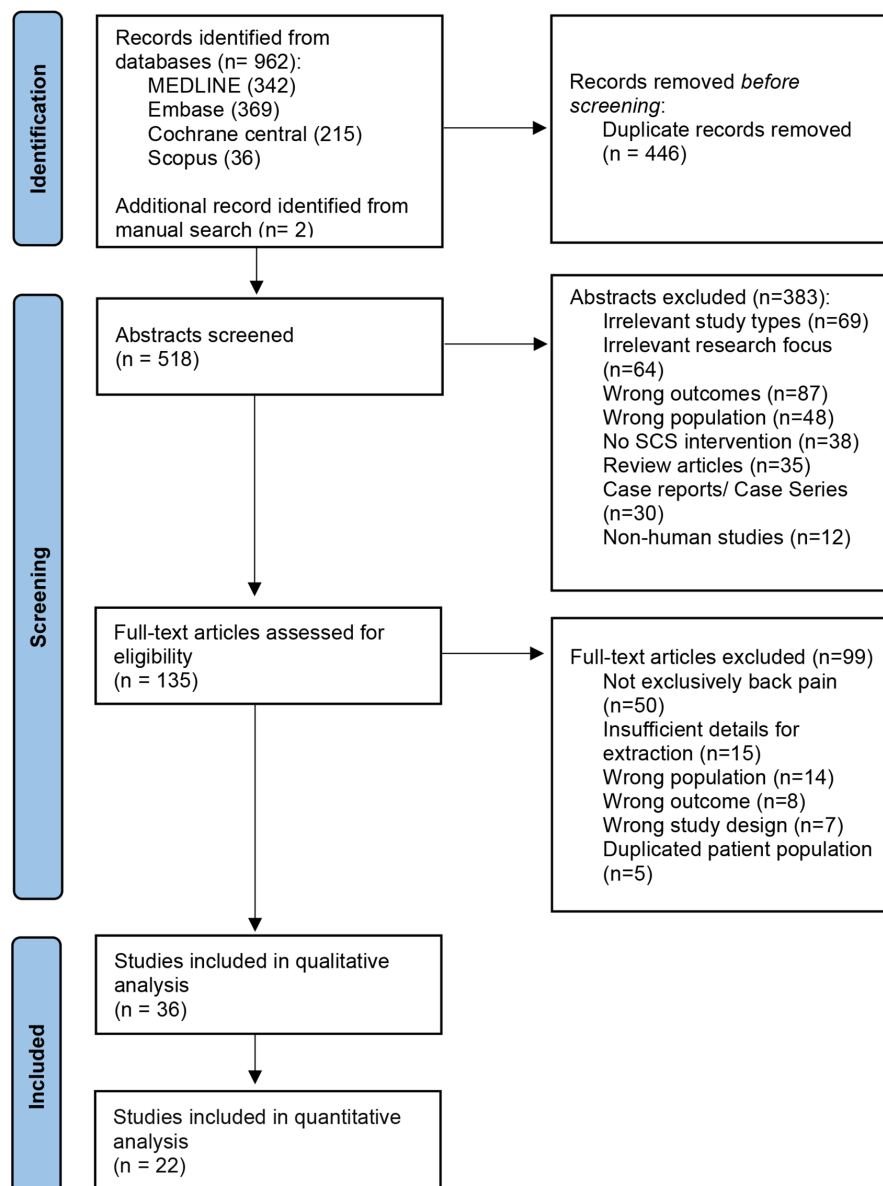 Identification
Records identified from
databases (n= 962):
MEDLINE (342)
Embase (369)
Cochrane central (215)
Scopus (36)
Additional record identified from
manual search (n= 2)
Records removed before
screening:
Duplicate records removed
(n = 446)
Screening
Abstracts screened
(n = 518)
Abstracts excluded (n=383):
Irrelevant study types (n=69)
Irrelevant research focus
(n=64)
Wrong outcomes (n=87)
Wrong population (n=48)
No SCS intervention (n=38)
Review articles (n=35)
Case reports/ Case Series
(n=30)
Non-human studies (n=12)
Full-text articles assessed for
eligibility
(n = 135)
Full-text articles excluded (n=99)
Not exclusively back pain
(n=50)
Insufficient details for
extraction (n=15)
Wrong population (n=14)
Wrong outcome (n=8)
Wrong study design (n=7)
Duplicated patient population
(n=5)
Included
Studies included in qualitative
analysis
(n = 36)
Studies included in quantitative
analysis
(n = 22)